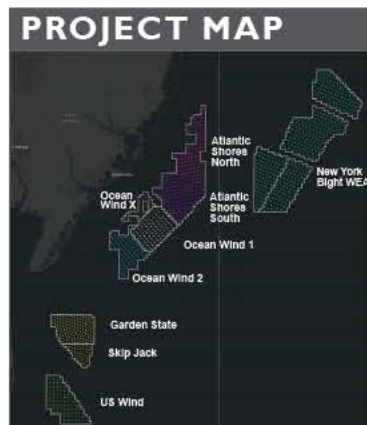 PROJECT MAP
Atlantic
Shores
North
New York
Bight WEA
Ocean
Wind X
Atlantic
Shores
South
Ocean Wind 1
Ocean Wind 2
Garden State
Skip Jack
US Wind